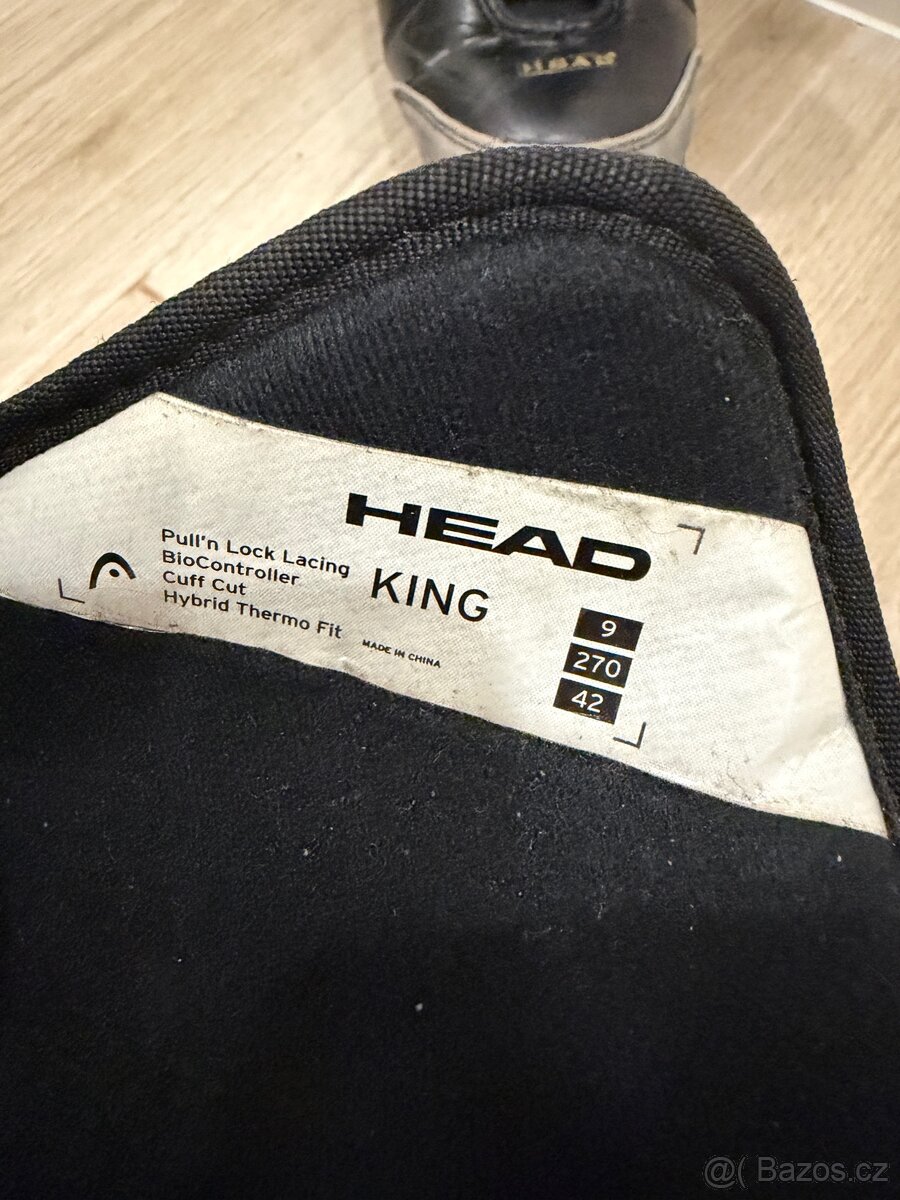 HEAD
Pull'n Lock Lacing
BioController
Cuff Cut
Hybrid Thermo Fit
KING
MADE IN CHINA
9
270
42
@( Bazos.cz